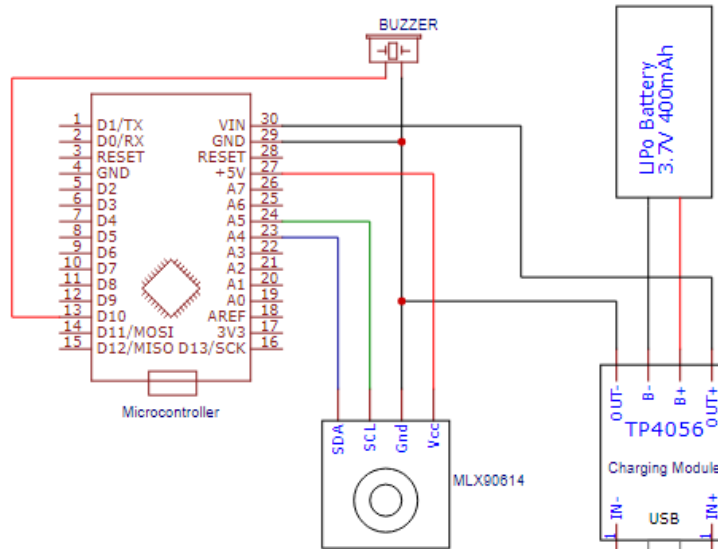 BUZZER
LIPo Battery
3.7V 400mAh
1 D1/TX VIN 30
2 D0/RX GND 29
3 RESET RESET 28
4 GND +5V 27
5 D2 A7 26
6 D3 A6 25
7 D4 A5 24
8 D5 A4 23
9 D6 A3 22
10 D7 A2 21
11 D8 A1 20
12 D9 A0 19
13 D10 AREF 18
14 D11/MOSI 3V3 17
15 D12/MISO D13/SCK 16
Microcontroller
OUT- B- B+ OUT+
TP4056
Charging Module
USB
1 IN- 1 IN+
SDA SCL Gnd Vcc
MLX90614